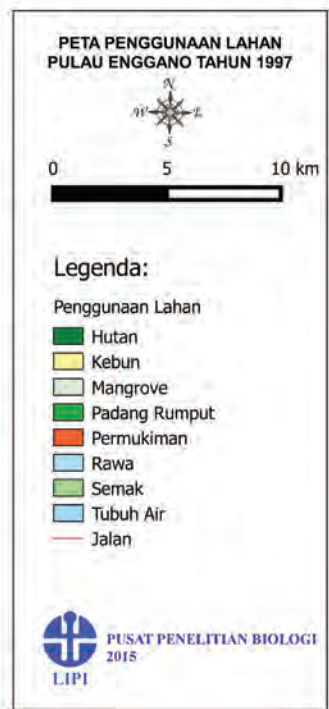 PETA PENGGUNAAN LAHAN
PULAU ENGGANO TAHUN 1997
N
W E
S
0 5 10 km
Legenda:
Penggunaan Lahan
Hutan
Kebun
Mangrove
Padang Rumput
Permukiman
Rawa
Semak
Tubuh Air
Jalan
PUSAT PENELITIAN BIOLOGI
2015
LIPI